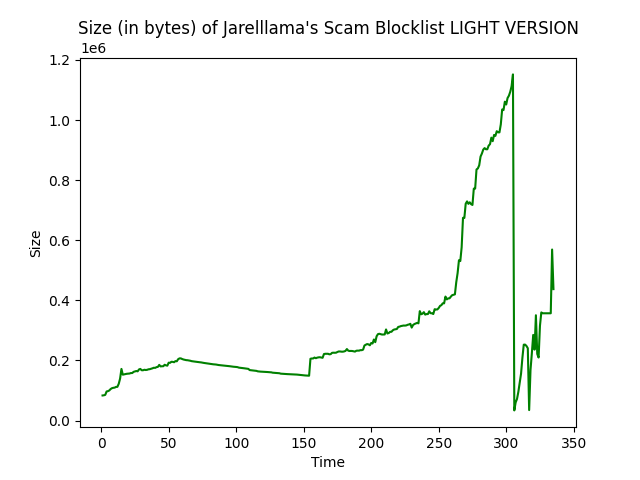 Size (in bytes) of Jarelllama's Scam Blocklist LIGHT VERSION
1e6
1.2
1.0
0.8
0.6
0.4
0.2
0.0
Size
0 50 100 150 200 250 300 350
Time